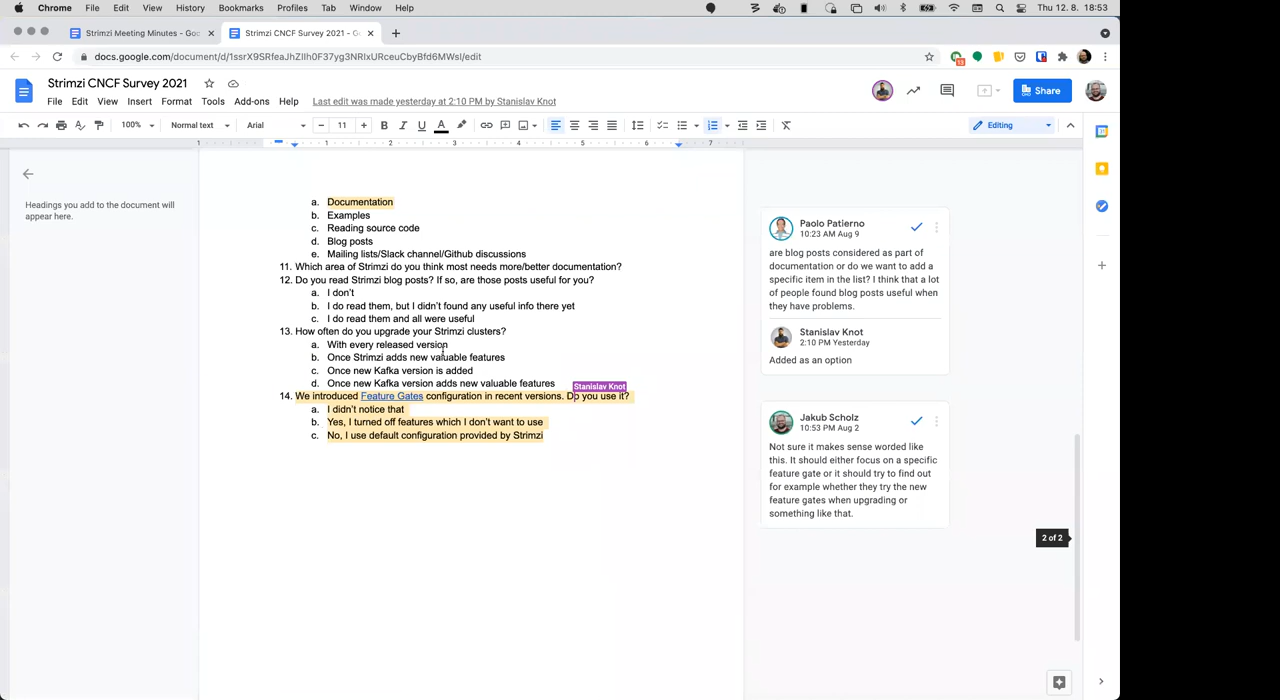 Chrome File Edit View History Bookmarks Profiles Tab Window Help Thu 12. 8. 18:53
Strimzi Meeting Minutes - Goo
Strimzi CNCF Survey 2021 - G
docs.google.com/document/d/1ssrX9SRfeaJhZIlh0F37yg3NRIxURceuCbyBfd6MWsI/edit
Strimzi CNCF Survey 2021
File Edit View Insert Format Tools Add-ons Help Last edit was made yesterday at 2:10 PM by Stanislav Knot
Share
100% Normal text Arial 11 Editing
1 1 2 3 4 5 6 7
Headings you add to the document will
appear here.
a. Documentation
b. Examples
c. Reading source code
d. Blog posts
e. Mailing lists/Slack channel/Github discussions
11. Which area of Strimzi do you think most needs more/better documentation?
12. Do you read Strimzi blog posts? If so, are those posts useful for you?
a. I don't
b. I do read them, but I didn't found any useful info there yet
c. I do read them and all were useful
13. How often do you upgrade your Strimzi clusters?
a. With every released version
b. Once Strimzi adds new valuable features
c. Once new Kafka version is added
d. Once new Kafka version adds new valuable features
Stanislav Knot
14. We introduced Feature Gates configuration in recent versions. Do you use it?
a. I didn't notice that
b. Yes, I turned off features which I don't want to use
c. No, I use default configuration provided by Strimzi
Paolo Patierno
10:23 AM Aug 9
are blog posts considered as part of
documentation or do we want to add a
specific item in the list? I think that a lot
of people found blog posts useful when
they have problems.
Stanislav Knot
2:10 PM Yesterday
Added as an option
Jakub Scholz
10:53 PM Aug 2
Not sure it makes sense worded like
this. It should either focus on a specific
feature gate or it should try to find out
for example whether they try the new
feature gates when upgrading or
something like that.
2 of 2